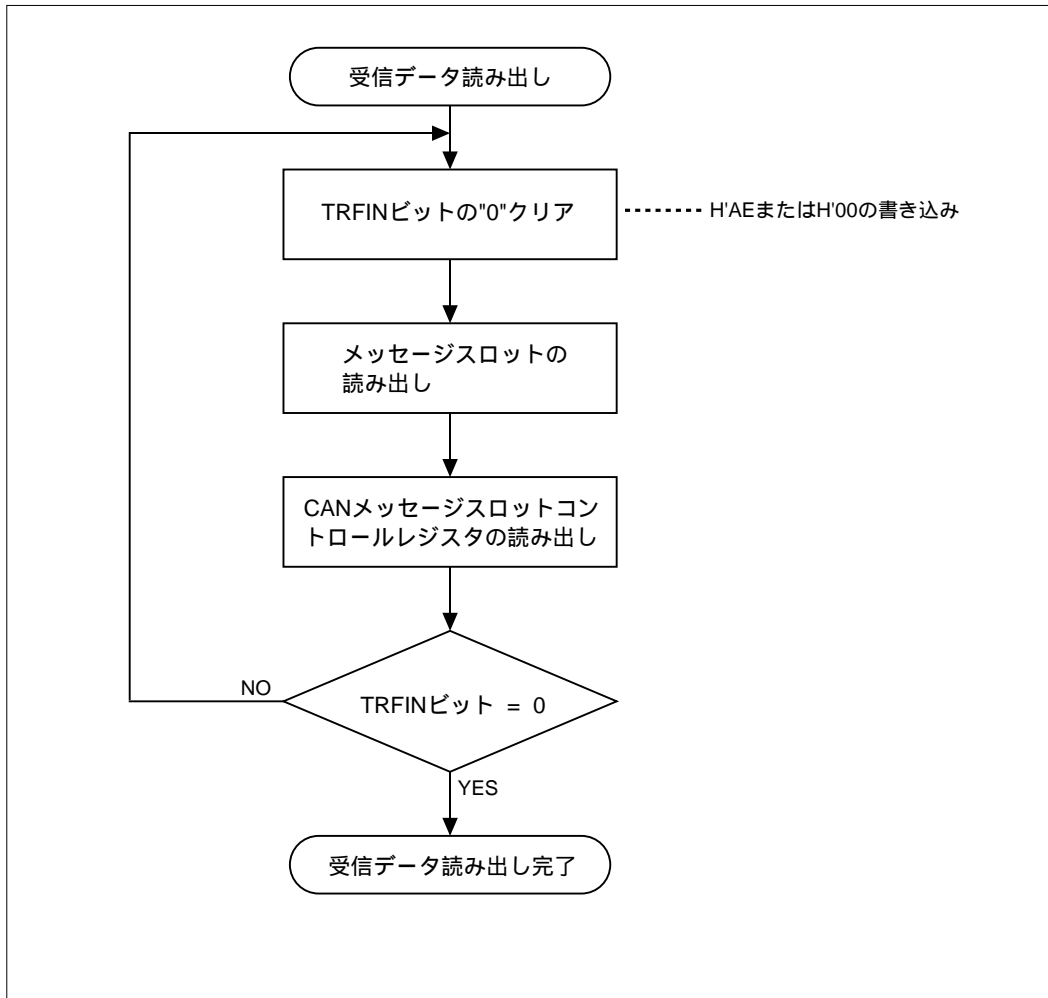 受信データ読み出し
TRFINビットの"0"クリア
H'AEまたはH'00の書き込み
メッセージスロットの
読み出し
CANメッセージスロットコン
トロールレジスタの読み出し
NO
TRFINビット = 0
YES
受信データ読み出し完了